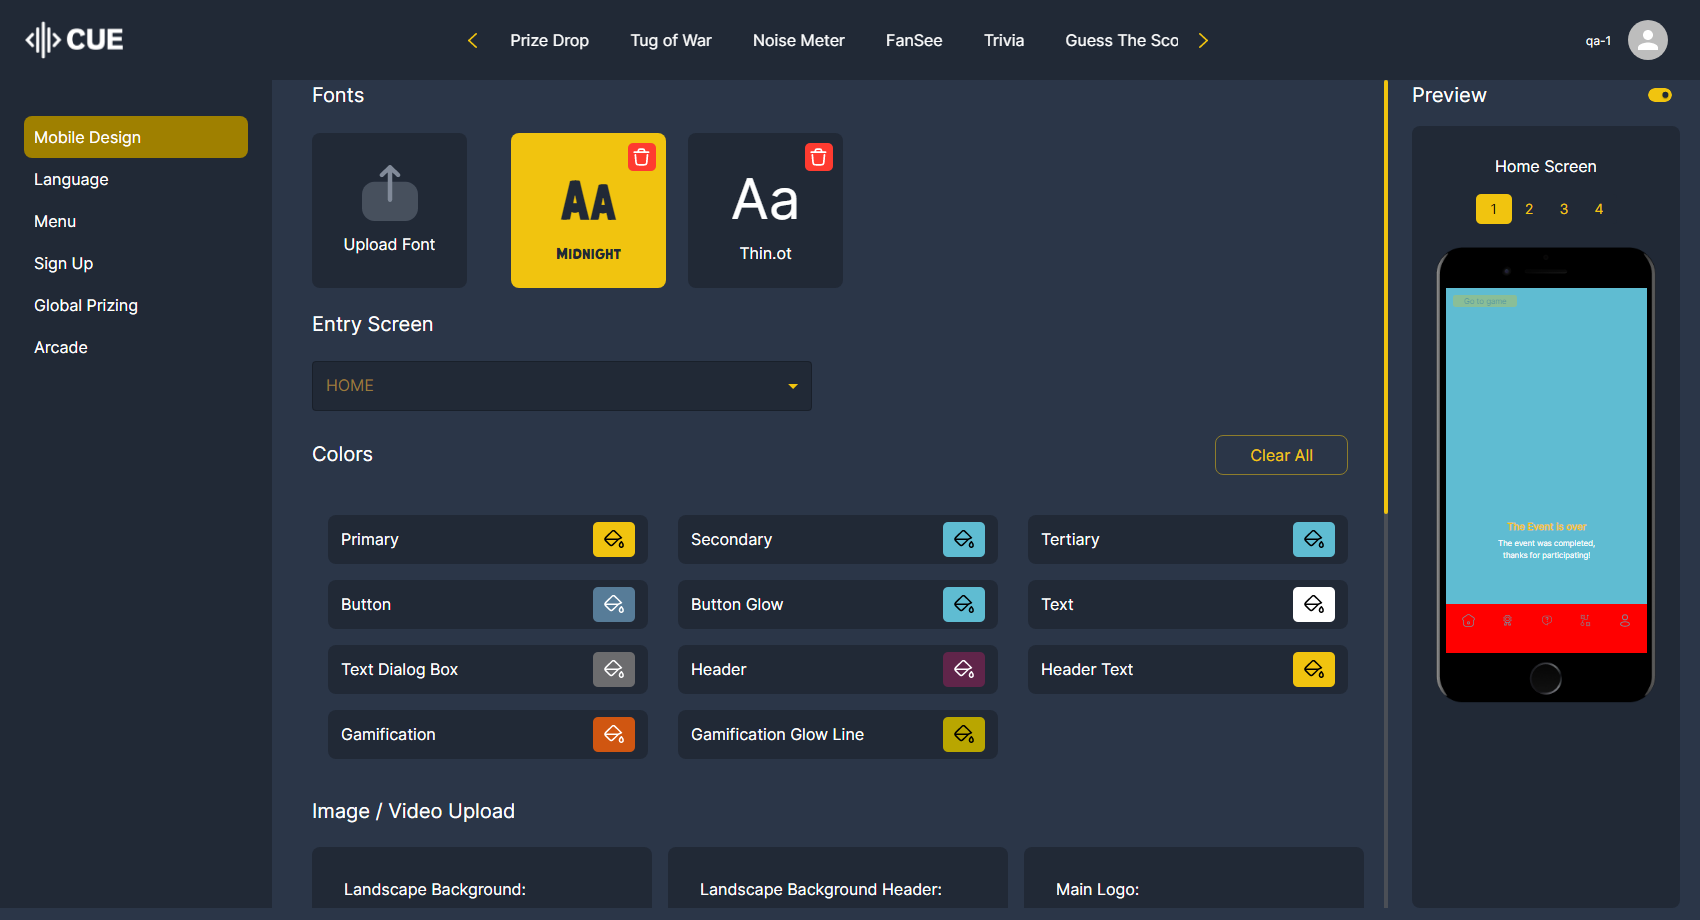 CUE
Prize Drop
Tug of War
Noise Meter
FanSee
Trivia
Guess The Sco
qa-1
Mobile Design
Language
Menu
Sign Up
Global Prizing
Arcade
Fonts
Upload Font
AA
MIDNIGHT
Aa
Thin.ot
Entry Screen
HOME
Colors
Clear All
Primary
Secondary
Tertiary
Button
Button Glow
Text
Text Dialog Box
Header
Header Text
Gamification
Gamification Glow Line
Image / Video Upload
Landscape Background:
Landscape Background Header:
Main Logo:
Preview
Home Screen
1 2 3 4
Go to game
The Event is over
The event was completed,
thanks for participating!